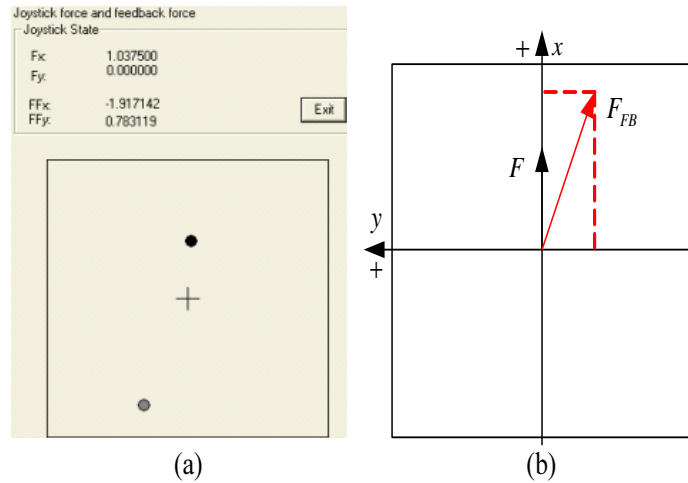 Joystick force and feedback force
Joystick State
Fx: 1.037500
Fy: 0.000000
FFx: -1.917142
FFy: 0.783119
Exit
(a)
+ x
F_FB
F
y
+
(b)